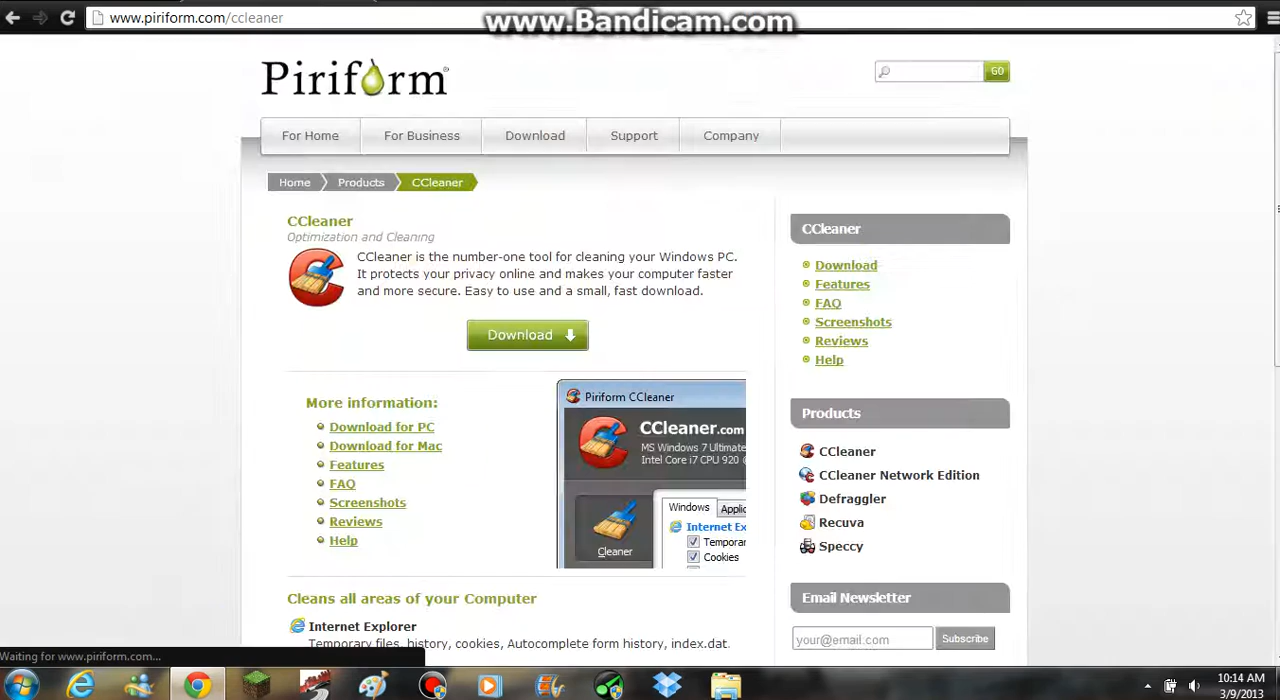 www.piriform.com/ccleaner
www.Bandicam.com
Piriform®
GO
For Home
For Business
Download
Support
Company
Home
Products
CCleaner
CCleaner
Optimization and Cleaning
CCleaner is the number-one tool for cleaning your Windows PC.
It protects your privacy online and makes your computer faster
and more secure. Easy to use and a small, fast download.
Download
More information:
Download for PC
Download for Mac
Features
FAQ
Screenshots
Reviews
Help
Piriform CCleaner
CCleaner.com
MS Windows 7 Ultimate
Intel Core i7 CPU 920 @
Cleaner
Windows
Applic
Internet Ex
Temporar
Cookies
Cleans all areas of your Computer
Internet Explorer
Temporary files, history, cookies, Autocomplete form history, index.dat.
CCleaner
Download
Features
FAQ
Screenshots
Reviews
Help
Products
CCleaner
CCleaner Network Edition
Defraggler
Recuva
Speccy
Email Newsletter
your@email.com
Subscribe
Waiting for www.piriform.com...
10:14 AM
3/9/2013